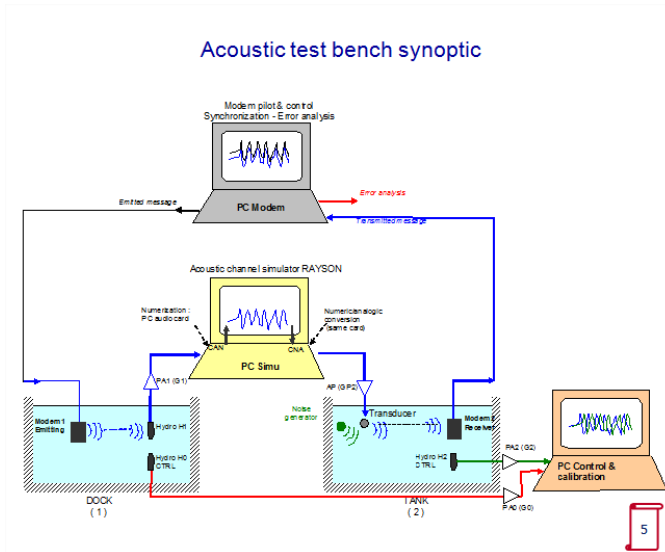 Acoustic test bench synoptic
Modem pilot & control
Synchronization - Error analysis
Emitted message
Error analysis
PC Modem
Transmitted message
Acoustic channel simulator RAYSON
Numerization :
PC audio card
Numeric/analogic
conversion
(same card)
CAN
CNA
PC Simu
PA1 (G1)
AP (GP2)
Modem 1
Emitting
Hydro H1
Hydro H0
CTRL
Noise
generator
Transducer
Modem 2
Receiver
Hydro H2
CTRL
PA2 (G2)
PC Control &
calibration
PA0 (G0)
DOCK
( 1 )
TANK
( 2 )
5